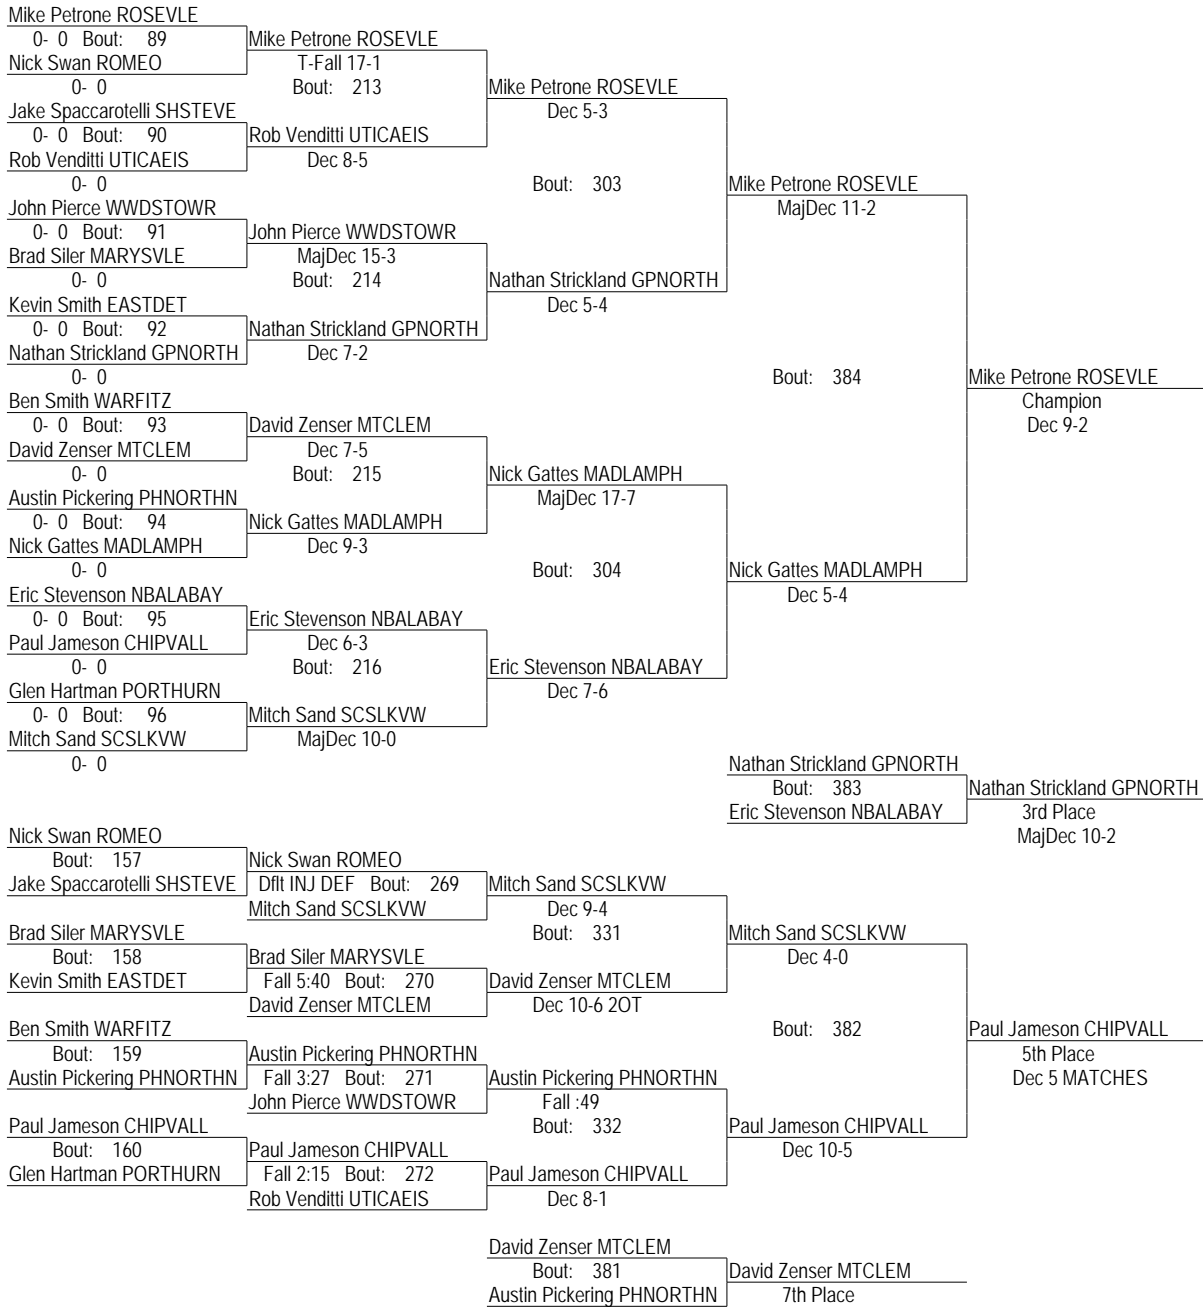 Mike Petrone ROSEVLE
0- 0 Bout: 89 Mike Petrone ROSEVLE
Nick Swan ROMEO T-Fall 17-1
0- 0 Bout: 213 Mike Petrone ROSEVLE
Jake Spaccarotelli SHSTEVE Dec 5-3
0- 0 Bout: 90 Rob Venditti UTICAEIS
Rob Venditti UTICAEIS Dec 8-5
0- 0 Bout: 303 Mike Petrone ROSEVLE
John Pierce WWDSTOWR MajDec 11-2
0- 0 Bout: 91 John Pierce WWDSTOWR
Brad Siler MARYSVLE MajDec 15-3
0- 0 Bout: 214 Nathan Strickland GPNORTH
Kevin Smith EASTDET Dec 5-4
0- 0 Bout: 92 Nathan Strickland GPNORTH
Nathan Strickland GPNORTH Dec 7-2
0- 0 Bout: 384 Mike Petrone ROSEVLE
Ben Smith WARFITZ Champion
0- 0 Bout: 93 David Zenser MTCLEM Dec 9-2
David Zenser MTCLEM Dec 7-5
0- 0 Bout: 215 Nick Gattes MADLAMPH
Austin Pickering PHNORTHN MajDec 17-7
0- 0 Bout: 94 Nick Gattes MADLAMPH
Nick Gattes MADLAMPH Dec 9-3
0- 0 Bout: 304 Nick Gattes MADLAMPH
Eric Stevenson NBALABAY Dec 5-4
0- 0 Bout: 95 Eric Stevenson NBALABAY
Paul Jameson CHIPVALL Dec 6-3
0- 0 Bout: 216 Eric Stevenson NBALABAY
Glen Hartman PORTHURN Dec 7-6
0- 0 Bout: 96 Mitch Sand SCSLKVW
Mitch Sand SCSLKVW MajDec 10-0
0- 0 Nathan Strickland GPNORTH
Bout: 383 Nathan Strickland GPNORTH
Eric Stevenson NBALABAY 3rd Place
Nick Swan ROMEO MajDec 10-2
Bout: 157 Nick Swan ROMEO
Jake Spaccarotelli SHSTEVE Dflt INJ DEF Bout: 269 Mitch Sand SCSLKVW
Mitch Sand SCSLKVW Dec 9-4
Brad Siler MARYSVLE Bout: 331 Mitch Sand SCSLKVW
Bout: 158 Brad Siler MARYSVLE Dec 4-0
Kevin Smith EASTDET Fall 5:40 Bout: 270 David Zenser MTCLEM
David Zenser MTCLEM Dec 10-6 2OT
Ben Smith WARFITZ Bout: 382 Paul Jameson CHIPVALL
Bout: 159 Austin Pickering PHNORTHN 5th Place
Austin Pickering PHNORTHN Fall 3:27 Bout: 271 Austin Pickering PHNORTHN Dec 5 MATCHES
John Pierce WWDSTOWR Fall :49
Paul Jameson CHIPVALL Bout: 332 Paul Jameson CHIPVALL
Bout: 160 Paul Jameson CHIPVALL Dec 10-5
Glen Hartman PORTHURN Fall 2:15 Bout: 272 Paul Jameson CHIPVALL
Rob Venditti UTICAEIS Dec 8-1
David Zenser MTCLEM
Bout: 381 David Zenser MTCLEM
Austin Pickering PHNORTHN 7th Place